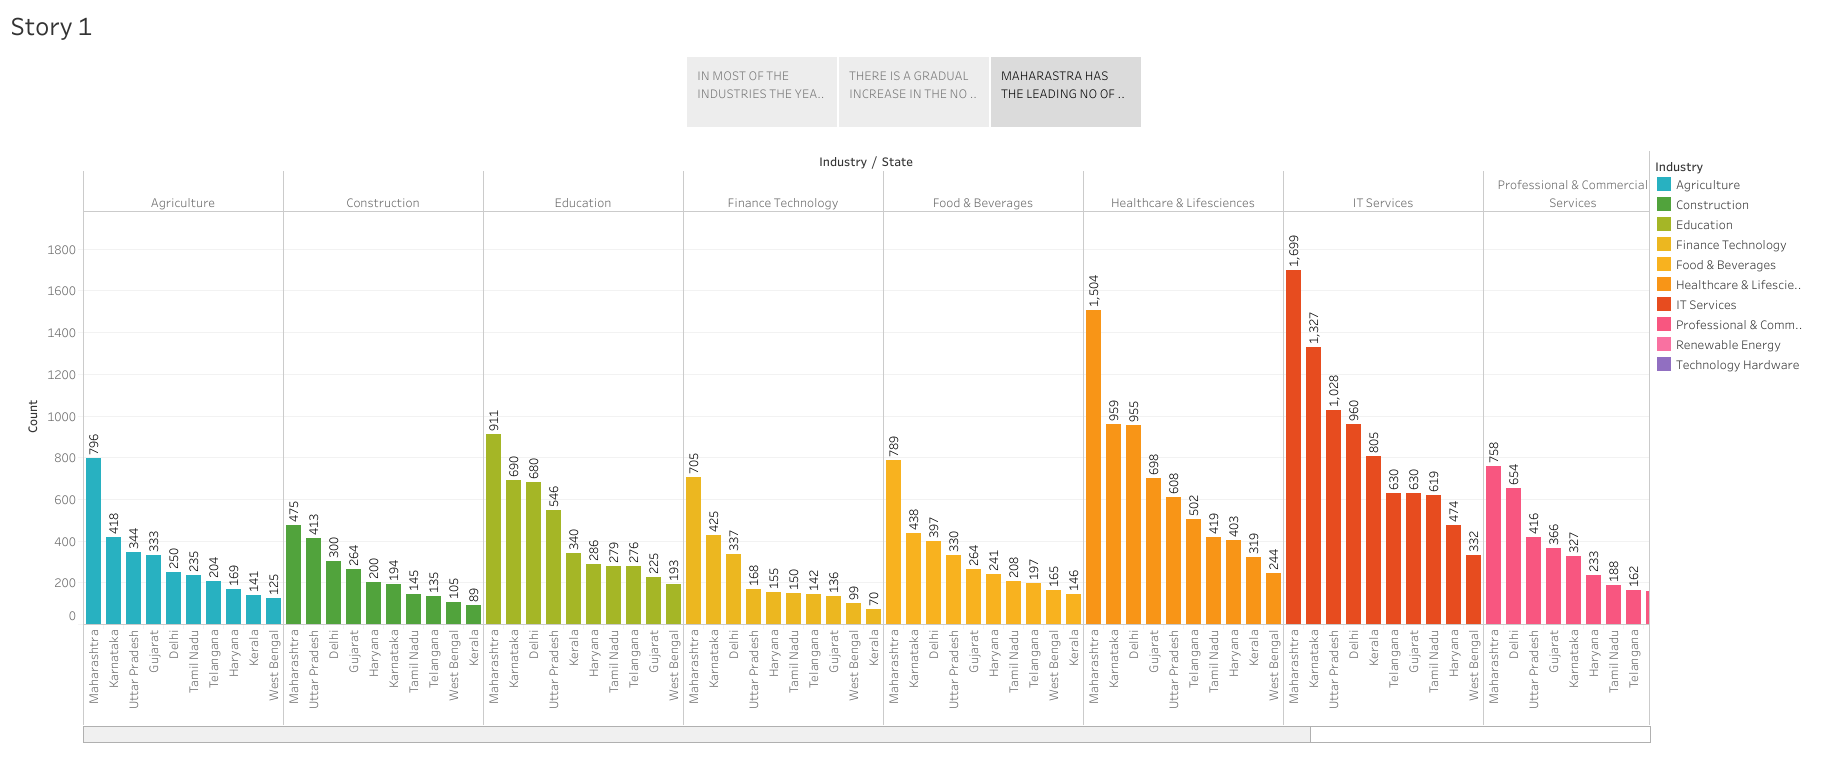 Story 1
IN MOST OF THE
INDUSTRIES THE YEA..
THERE IS A GRADUAL
INCREASE IN THE NO ..
MAHARASTRA HAS
THE LEADING NO OF ..
Industry / State
Agriculture
Construction
Education
Finance Technology
Food & Beverages
Healthcare & Lifesciences
IT Services
Professional & Commercial
Services
Count
1800
1600
1400
1200
1000
800
600
400
200
0
796
418
344
333
250
235
204
169
141
125
475
413
300
264
200
194
145
135
105
89
911
690
680
546
340
286
279
276
225
193
705
425
337
168
155
150
142
136
99
70
789
438
397
330
264
241
208
197
165
146
1,504
959
955
698
608
502
419
403
319
244
1,699
1,327
1,028
960
805
630
630
619
474
332
758
654
416
366
327
233
188
162
Maharashtra
Karnataka
Uttar Pradesh
Gujarat
Delhi
Tamil Nadu
Telangana
Haryana
Kerala
West Bengal
Maharashtra
Uttar Pradesh
Delhi
Gujarat
Haryana
Karnataka
Tamil Nadu
Telangana
West Bengal
Kerala
Maharashtra
Karnataka
Delhi
Uttar Pradesh
Kerala
Haryana
Tamil Nadu
Telangana
Gujarat
West Bengal
Maharashtra
Karnataka
Delhi
Uttar Pradesh
Haryana
Tamil Nadu
Telangana
Gujarat
West Bengal
Kerala
Maharashtra
Karnataka
Delhi
Uttar Pradesh
Gujarat
Haryana
Tamil Nadu
Telangana
West Bengal
Kerala
Maharashtra
Karnataka
Delhi
Gujarat
Uttar Pradesh
Telangana
Tamil Nadu
Haryana
Kerala
West Bengal
Maharashtra
Karnataka
Uttar Pradesh
Delhi
Kerala
Telangana
Gujarat
Tamil Nadu
Haryana
West Bengal
Maharashtra
Delhi
Uttar Pradesh
Gujarat
Karnataka
Haryana
Tamil Nadu
Telangana
Industry
Agriculture
Construction
Education
Finance Technology
Food & Beverages
Healthcare & Lifescie..
IT Services
Professional & Comm..
Renewable Energy
Technology Hardware